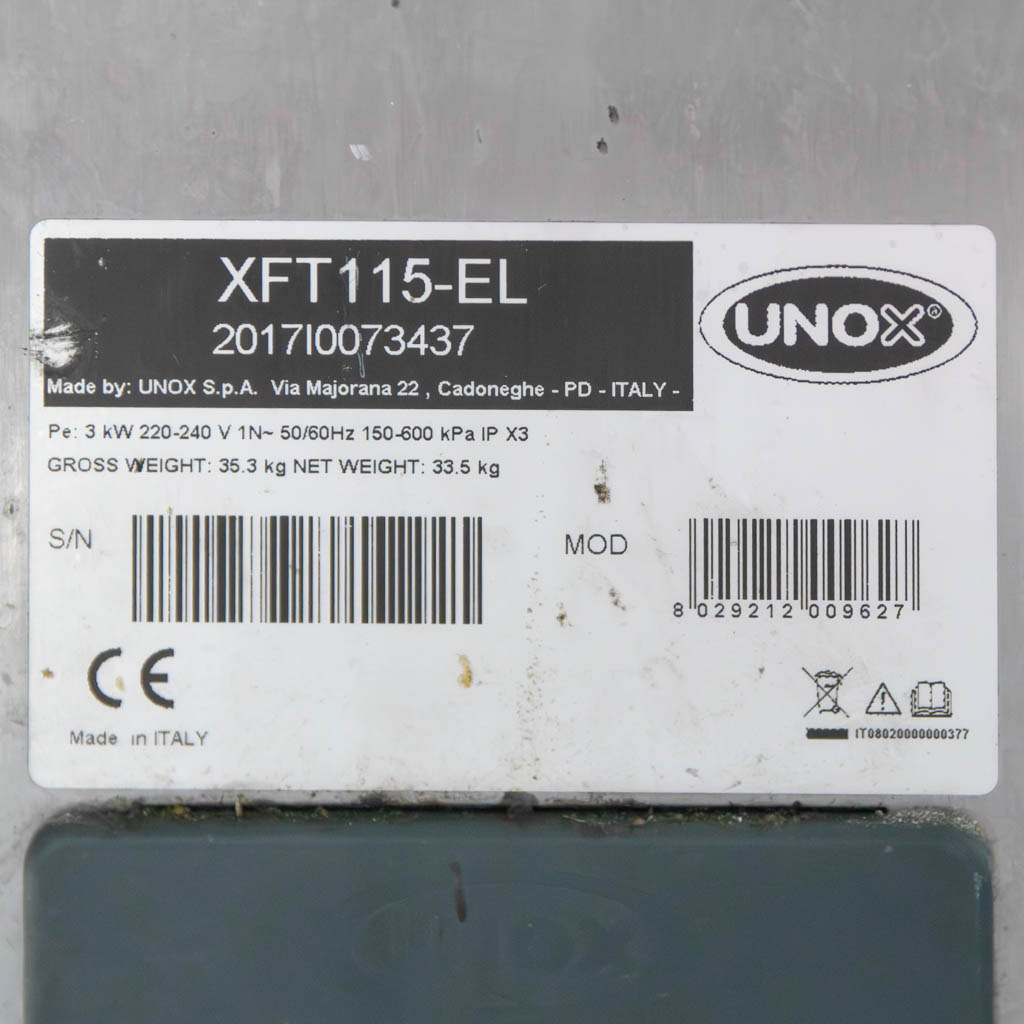 XFT115-EL
2017I0073437
Made by: UNOX S.p.A. Via Majorana 22 , Cadoneghe - PD - ITALY -
UNOX®
Pe: 3 kW 220-240 V 1N~ 50/60Hz 150-600 kPa IP X3
GROSS WEIGHT: 35.3 kg NET WEIGHT: 33.5 kg
S/N
MOD
8 029212 009627
CE
Made in ITALY
IT08020000000377